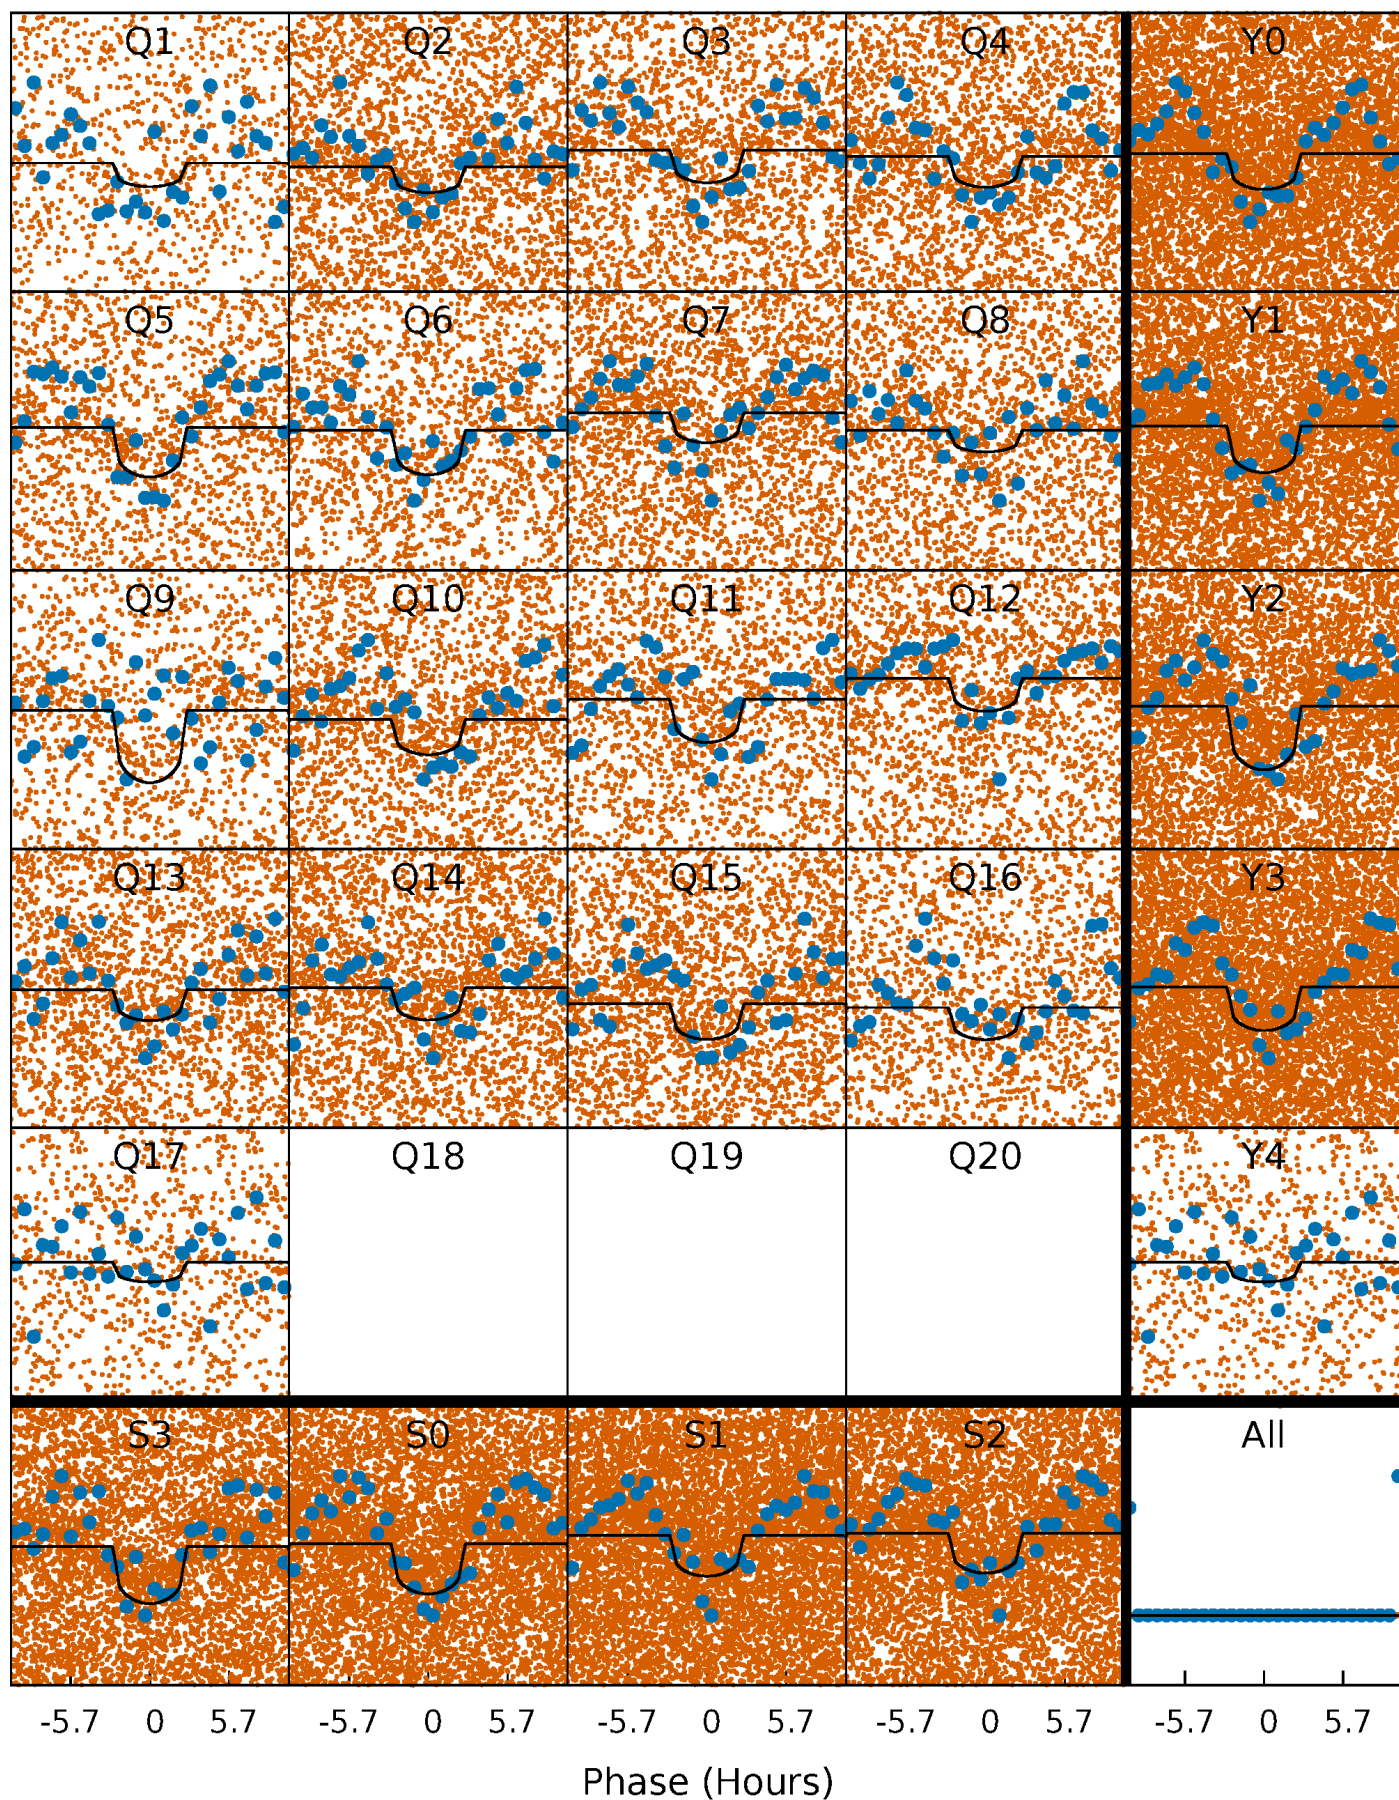 Q1 Q2 Q3 Q4 Y0
Q5 Q6 Q7 Q8 Y1
Q9 Q10 Q11 Q12 Y2
Q13 Q14 Q15 Q16 Y3
Q17 Q18 Q19 Q20 Y4
S3 S0 S1 S2 All
-5.7 0 5.7 -5.7 0 5.7 -5.7 0 5.7 -5.7 0 5.7 -5.7 0 5.7
Phase (Hours)